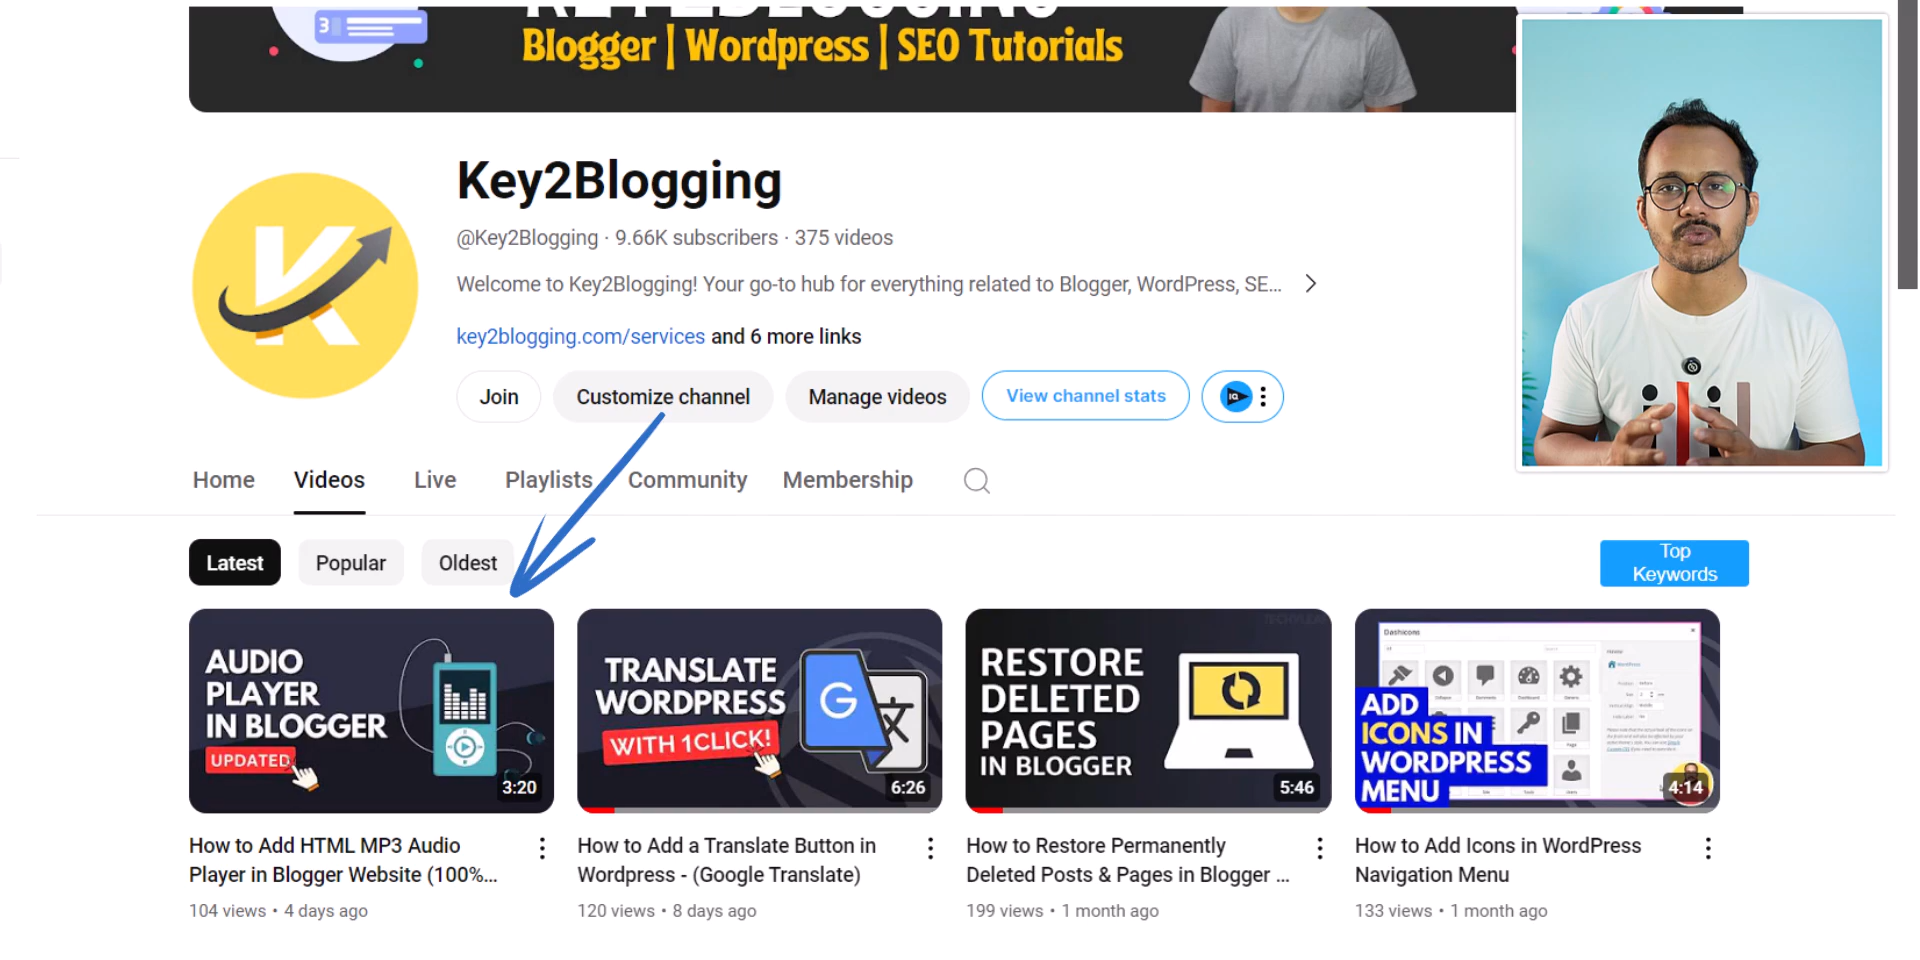 KEY2BLOGGING
3
Blogger | Wordpress | SEO Tutorials
K
Key2Blogging
@Key2Blogging · 9.66K subscribers · 375 videos
Welcome to Key2Blogging! Your go-to hub for everything related to Blogger, WordPress, SE...
key2blogging.com/services and 6 more links
Join
Customize channel
Manage videos
View channel stats
IQ
Home
Videos
Live
Playlists
Community
Membership
Latest
Popular
Oldest
Top
Keywords
AUDIO
PLAYER
IN BLOGGER
UPDATED
3:20
TRANSLATE
WORDPRESS
WITH 1CLICK!
G
文
6:26
RESTORE
DELETED
PAGES
IN BLOGGER
5:46
Dashicons
ADD
ICONS IN
WORDPRESS
MENU
4:14
How to Add HTML MP3 Audio
Player in Blogger Website (100%...
104 views • 4 days ago
How to Add a Translate Button in
Wordpress - (Google Translate)
120 views • 8 days ago
How to Restore Permanently
Deleted Posts & Pages in Blogger ...
199 views • 1 month ago
How to Add Icons in WordPress
Navigation Menu
133 views • 1 month ago